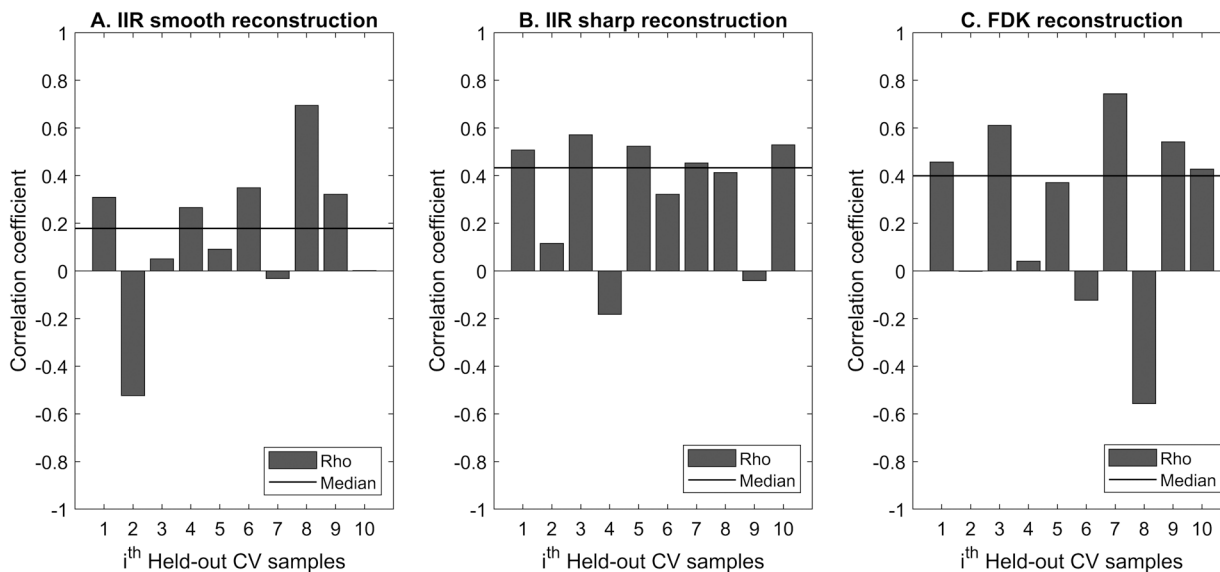 A. IIR smooth reconstruction
Correlation coefficient
1
0.8
0.6
0.4
0.2
0
-0.2
-0.4
-0.6
-0.8
-1
Rho
Median
1 2 3 4 5 6 7 8 9 10
i^th Held-out CV samples
B. IIR sharp reconstruction
Correlation coefficient
1
0.8
0.6
0.4
0.2
0
-0.2
-0.4
-0.6
-0.8
-1
Rho
Median
1 2 3 4 5 6 7 8 9 10
i^th Held-out CV samples
C. FDK reconstruction
Correlation coefficient
1
0.8
0.6
0.4
0.2
0
-0.2
-0.4
-0.6
-0.8
-1
Rho
Median
1 2 3 4 5 6 7 8 9 10
i^th Held-out CV samples